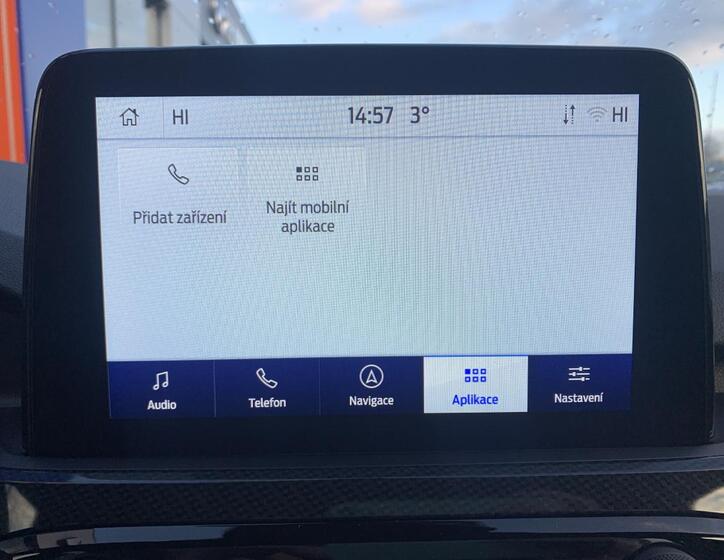 HI 14:57 3° HI
Přidat zařízení
Najít mobilní
aplikace
Audio Telefon Navigace Aplikace Nastavení